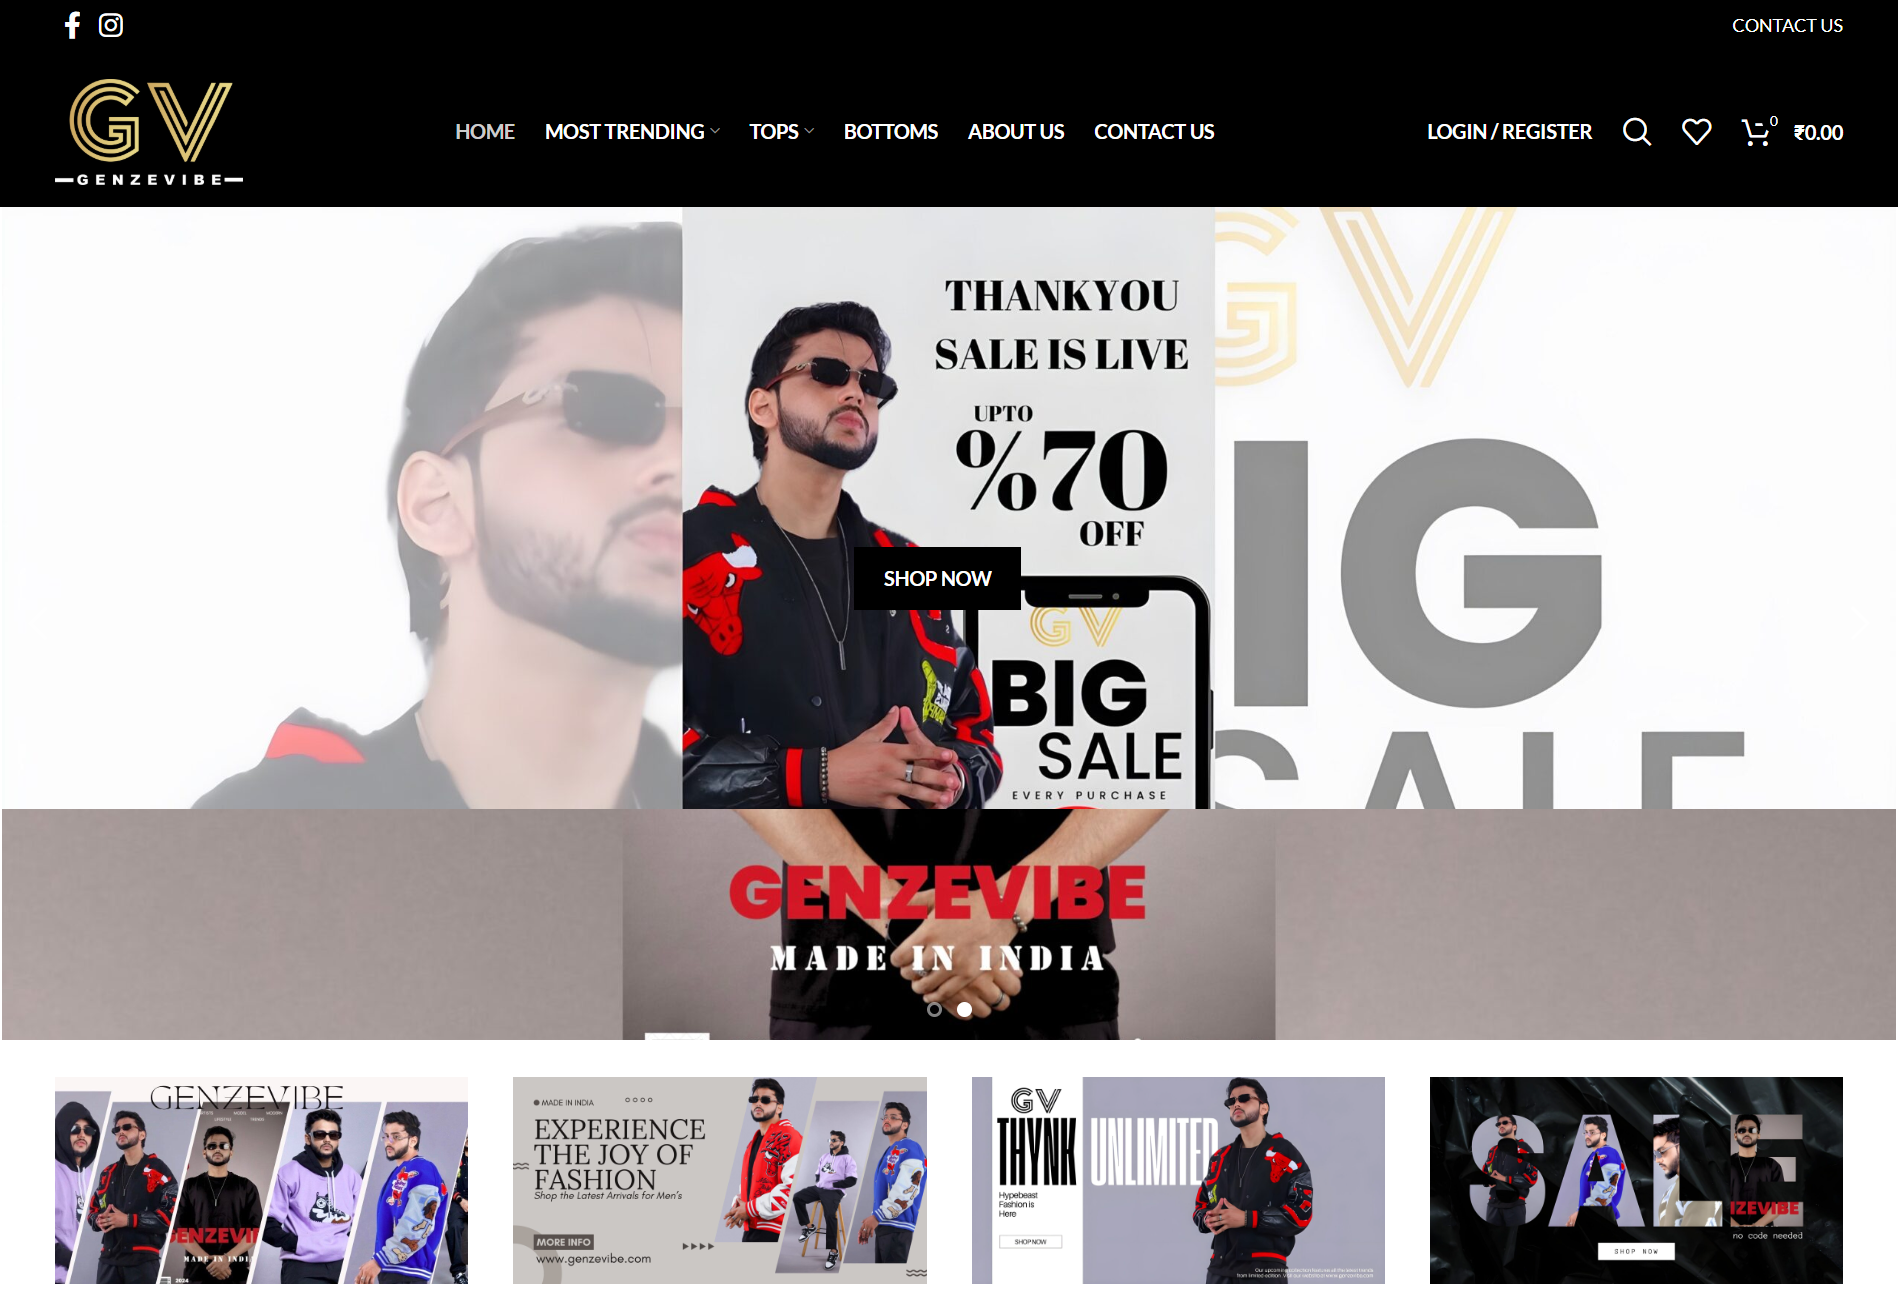 CONTACT US
GV
GENZEVIBE
HOME
MOST TRENDING
TOPS
BOTTOMS
ABOUT US
CONTACT US
LOGIN / REGISTER
0
₹0.00
THANKYOU
SALE IS LIVE
UPTO
%70
OFF
SHOP NOW
GV
BIG
SALE
EVERY PURCHASE
GV
IG
SALE
GENZEVIBE
MADE IN INDIA
GENZEVIBE
GENZEVI
MADE IN INDI
2024
MADE IN INDIA
EXPERIENCE
THE JOY OF
FASHION
Shop the Latest Arrivals for Men's
MORE INFO
www.genzevibe.com
GV
THYNK UNLIMITED
Hypebeast
Fashion is
Here
SHOP NOW
SALE
IZEVIBE
no code needed
SHOP NOW